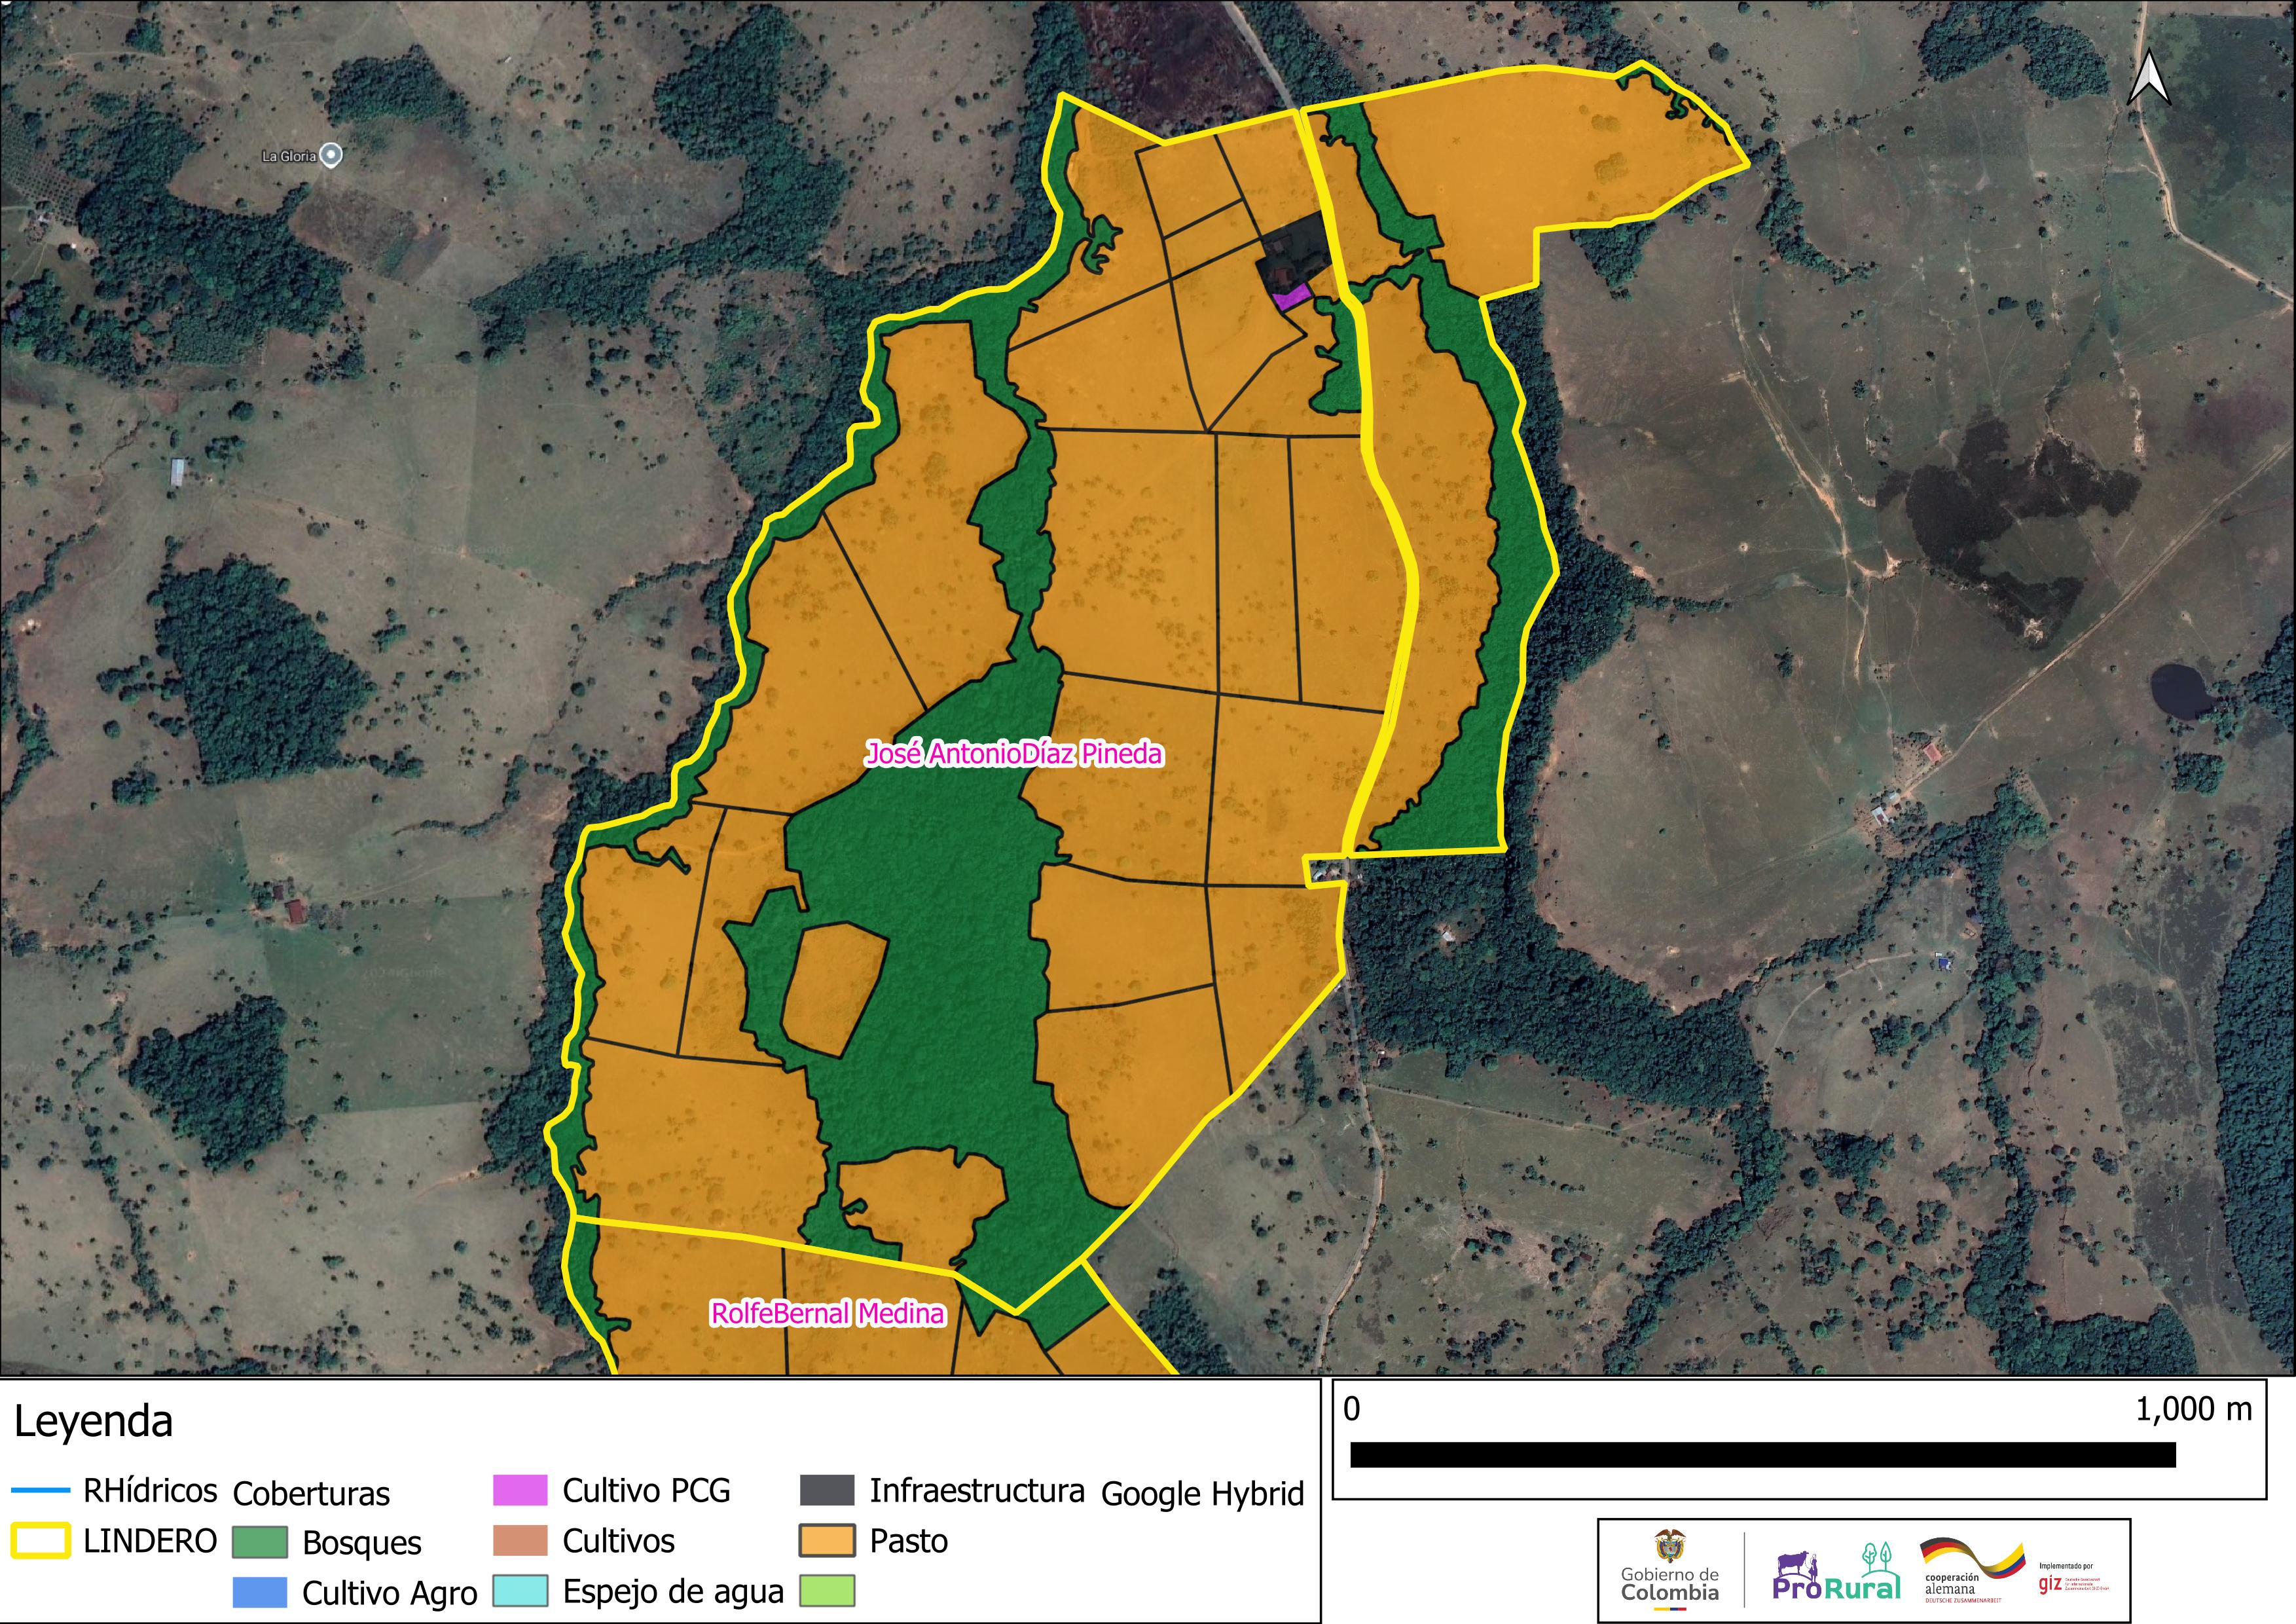 La Gloria
José AntonioDíaz Pineda
RolfeBernal Medina
Leyenda
RHídricos
LINDERO
Coberturas
Bosques
Cultivo Agro
Cultivo PCG
Cultivos
Espejo de agua
Infraestructura
Pasto
Google Hybrid
0 1,000 m
Gobierno de
Colombia
ProRural
cooperación
alemana
DEUTSCHE ZUSAMMENARBEIT
Implementado por
giz